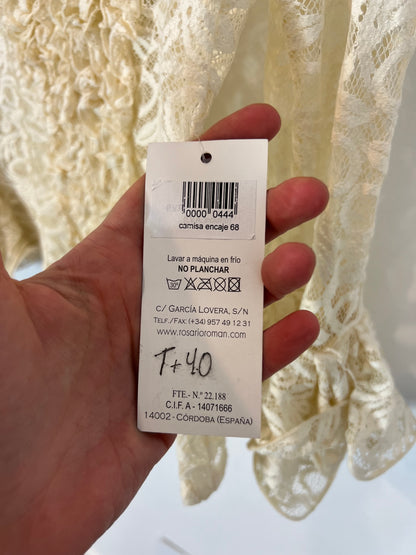 0000 0444
camisa encaje 68
Lavar a máquina en frío
NO PLANCHAR
30°
C/ GARCÍA LOVERA, S/N
TELF./FAX: (+34) 957 49 12 31
www.rosarioroman.com
T+40
FTE.- N.º 22.188
C.I.F. A - 14071666
14002 - CÓRDOBA (ESPAÑA)